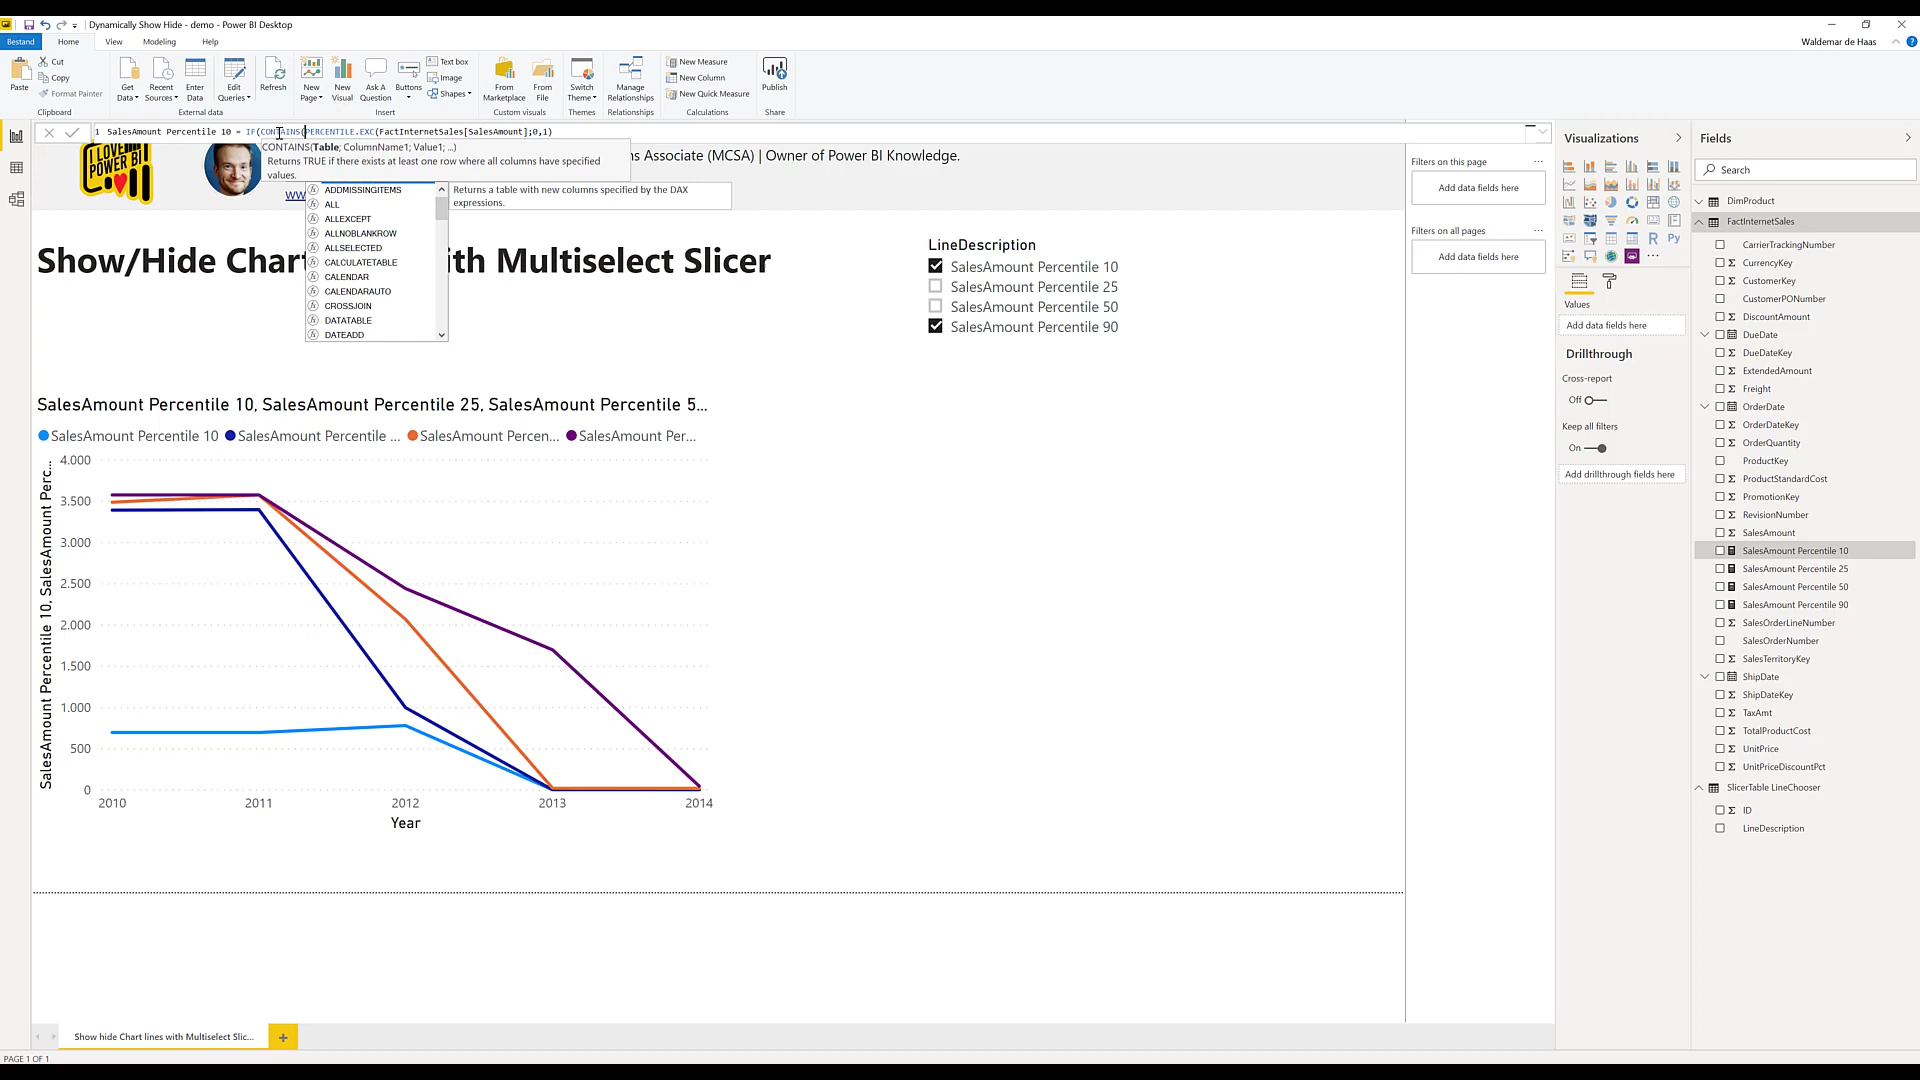 Dynamically Show Hide - demo - Power BI Desktop
Bestand Home View Modeling Help
Waldemar de Haas
Paste
Cut
Copy
Format Painter
Clipboard
Get Data
Recent Sources
Enter Data
Edit Queries
External data
Refresh
New Page
New Visual
Ask A Question
Buttons
Text box
Image
Shapes
Insert
From Marketplace
From File
Custom visuals
Switch Theme
Themes
Manage Relationships
Relationships
New Measure
New Column
New Quick Measure
Calculations
Publish
Share
1 SalesAmount Percentile 10 = IF(CONTAINS(PERCENTILE.EXC(FactInternetSales[SalesAmount];0,1)
CONTAINS(Table; ColumnName1; Value1; ...)
Returns TRUE if there exists at least one row where all columns have specified
values.
I LOVE
POWER BI
ns Associate (MCSA) | Owner of Power BI Knowledge.
WW
ADDMISSINGITEMS
ALL
ALLEXCEPT
ALLNOBLANKROW
ALLSELECTED
CALCULATETABLE
CALENDAR
CALENDARAUTO
CROSSJOIN
DATATABLE
DATEADD
Returns a table with new columns specified by the DAX
expressions.
Show/Hide Chart ith Multiselect Slicer
LineDescription
SalesAmount Percentile 10
SalesAmount Percentile 25
SalesAmount Percentile 50
SalesAmount Percentile 90
SalesAmount Percentile 10, SalesAmount Percentile 25, SalesAmount Percentile 5...
SalesAmount Percentile 10 SalesAmount Percentile ... SalesAmount Percen... SalesAmount Per...
SalesAmount Percentile 10, SalesAmount Perc...
4.000
3.500
3.000
2.500
2.000
1.500
1.000
500
0
2010 2011 2012 2013 2014
Year
Filters on this page ...
Add data fields here
Filters on all pages ...
Add data fields here
Visualizations
R Py
...
Values
Add data fields here
Drillthrough
Cross-report
Off
Keep all filters
On
Add drillthrough fields here
Fields
Search
DimProduct
FactInternetSales
CarrierTrackingNumber
CurrencyKey
CustomerKey
CustomerPONumber
DiscountAmount
DueDate
DueDateKey
ExtendedAmount
Freight
OrderDate
OrderDateKey
OrderQuantity
ProductKey
ProductStandardCost
PromotionKey
RevisionNumber
SalesAmount
SalesAmount Percentile 10
SalesAmount Percentile 25
SalesAmount Percentile 50
SalesAmount Percentile 90
SalesOrderLineNumber
SalesOrderNumber
SalesTerritoryKey
ShipDate
ShipDateKey
TaxAmt
TotalProductCost
UnitPrice
UnitPriceDiscountPct
SlicerTable LineChooser
ID
LineDescription
Show hide Chart lines with Multiselect Slic...
PAGE 1 OF 1